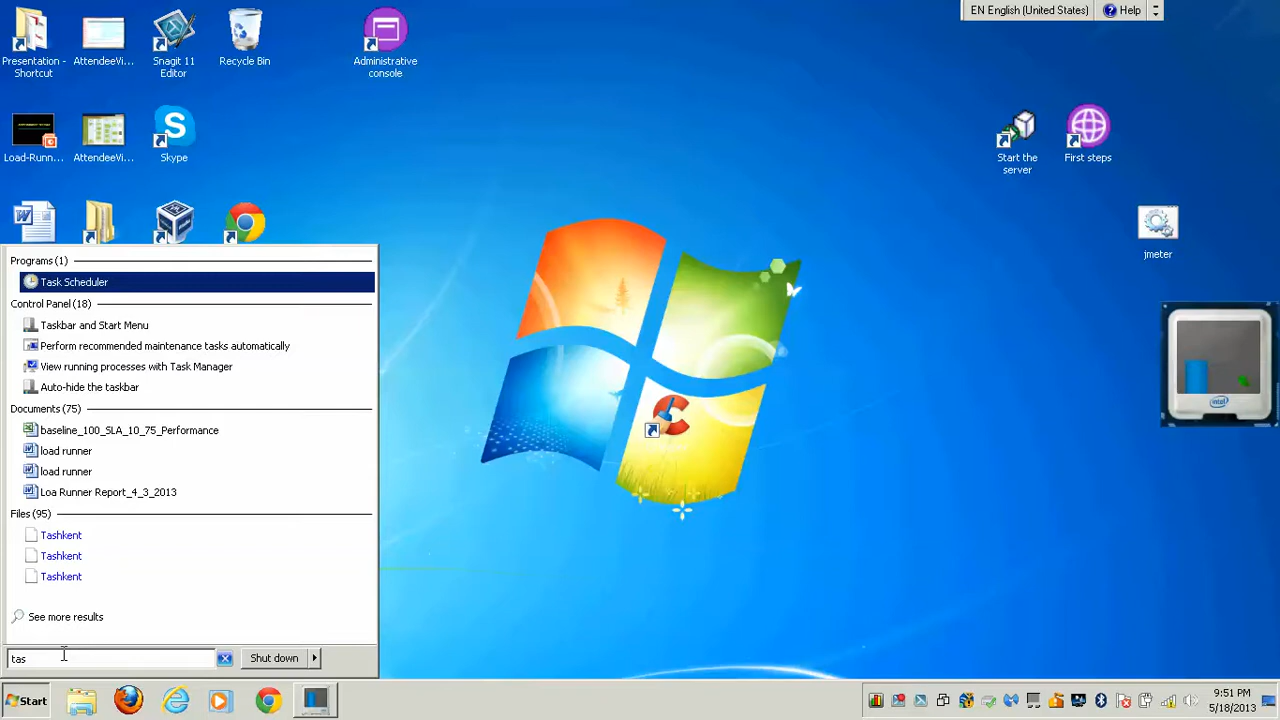 EN English (United States) Help
Presentation - Shortcut
AttendeeVi...
Snagit 11 Editor
Recycle Bin
Administrative console
Load-Runn...
AttendeeVi...
Skype
Start the server
First steps
jmeter
Programs (1)
Task Scheduler
Control Panel (18)
Taskbar and Start Menu
Perform recommended maintenance tasks automatically
View running processes with Task Manager
Auto-hide the taskbar
Documents (75)
baseline_100_SLA_10_75_Performance
load runner
load runner
Loa Runner Report_4_3_2013
Files (95)
Tashkent
Tashkent
Tashkent
See more results
tas
Shut down
intel
Start
9:51 PM
5/18/2013